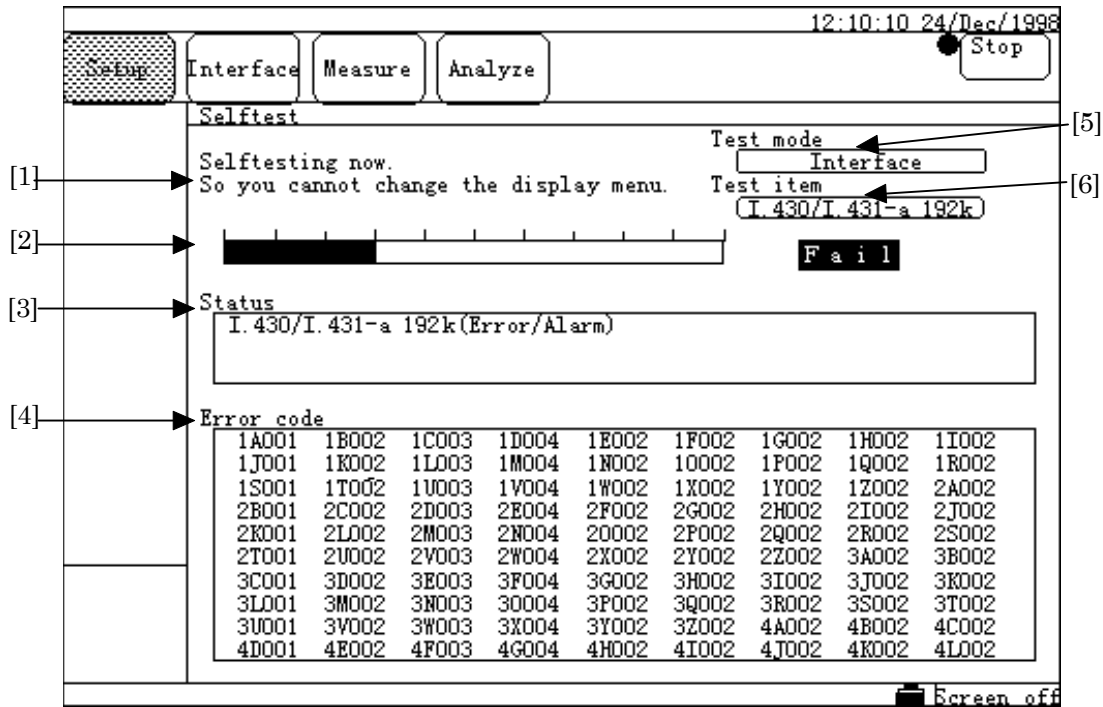 12:10:10 24/Dec/1998
Setup Interface Measure Analyze Stop
Selftest
[5]
Test mode
Interface
[1]
Selftesting now.
So you cannot change the display menu.
Test item
[6]
I.430/I.431-a 192k
[2]
Fail
[3]
Status
I.430/I.431-a 192k(Error/Alarm)
[4]
Error code
1A001 1B002 1C003 1D004 1E002 1F002 1G002 1H002 1I002
1J001 1K002 1L003 1M004 1N002 1O002 1P002 1Q002 1R002
1S001 1T002 1U003 1V004 1W002 1X002 1Y002 1Z002 2A002
2B001 2C002 2D003 2E004 2F002 2G002 2H002 2I002 2J002
2K001 2L002 2M003 2N004 2O002 2P002 2Q002 2R002 2S002
2T001 2U002 2V003 2W004 2X002 2Y002 2Z002 3A002 3B002
3C001 3D002 3E003 3F004 3G002 3H002 3I002 3J002 3K002
3L001 3M002 3N003 3O004 3P002 3Q002 3R002 3S002 3T002
3U001 3V002 3W003 3X004 3Y002 3Z002 4A002 4B002 4C002
4D001 4E002 4F003 4G004 4H002 4I002 4J002 4K002 4L002
Screen off